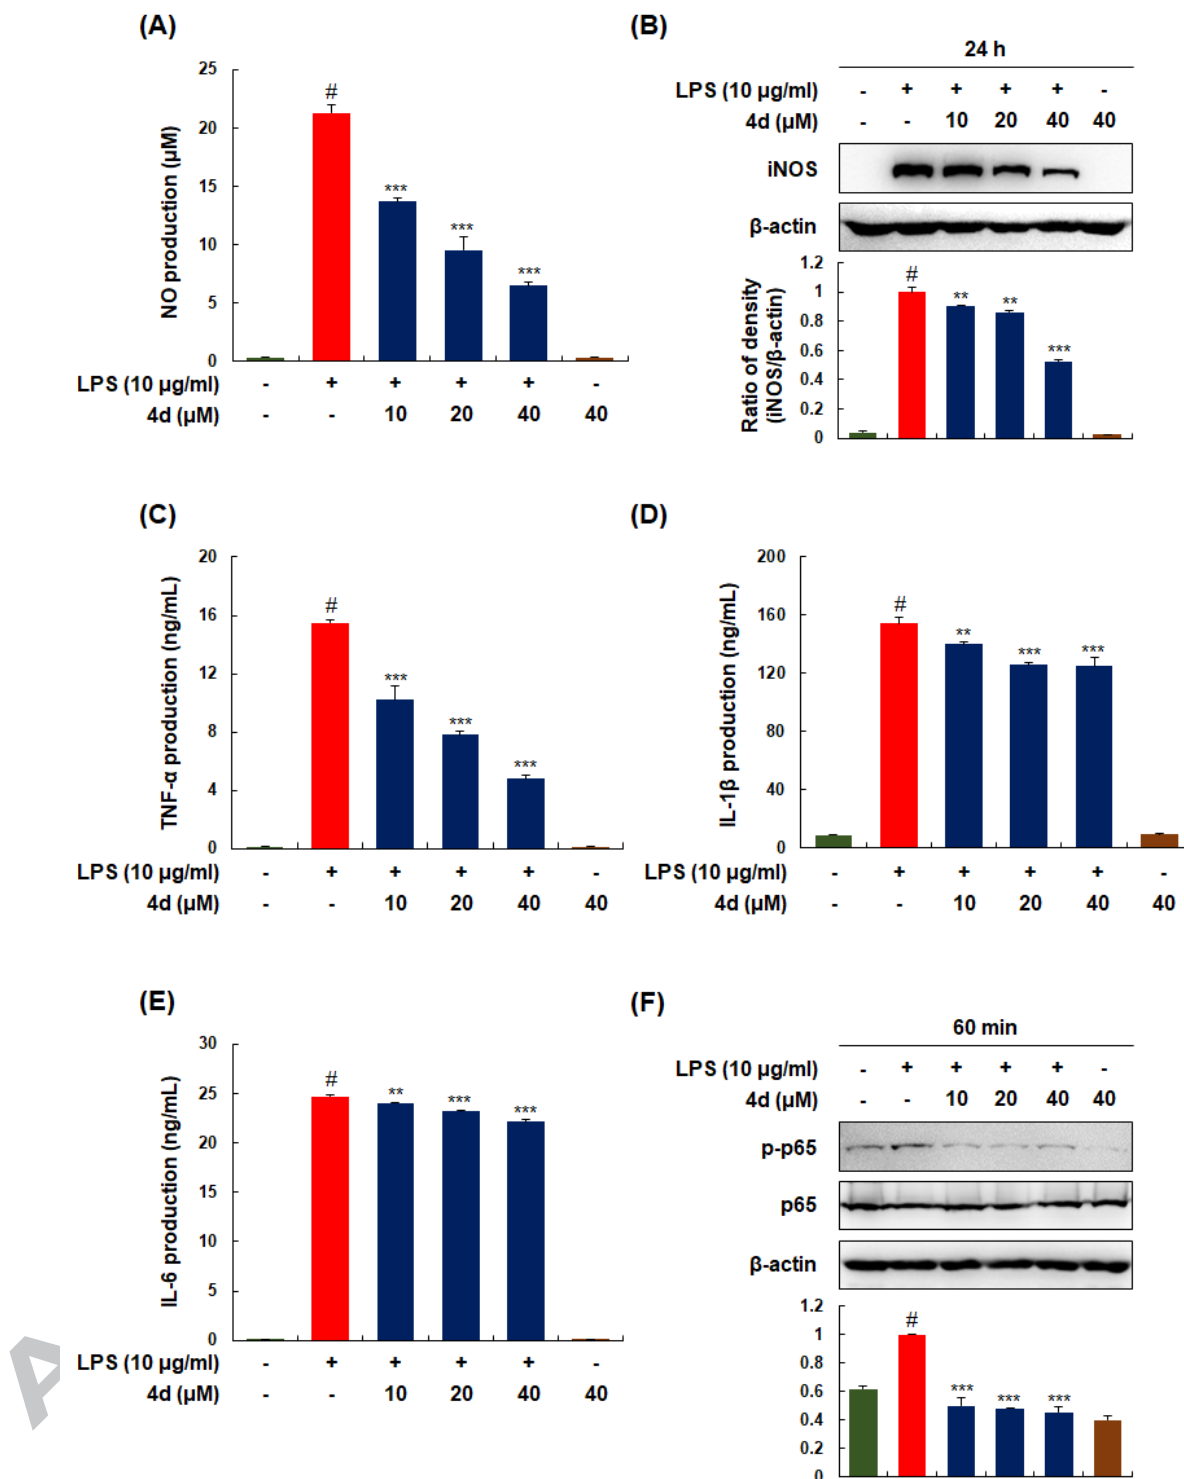 (A)
25
20
15
10
5
0
NO production (µM)
#
***
***
***
LPS (10 µg/ml) - + + + + -
4d (µM) - - 10 20 40 40
(B)
24 h
LPS (10 µg/ml) - + + + + -
4d (µM) - - 10 20 40 40
iNOS
β-actin
1.2
1
0.8
0.6
0.4
0.2
0
Ratio of density
(iNOS/β-actin)
#
**
**
***
(C)
20
16
12
8
4
0
TNF-α production (ng/mL)
#
***
***
***
LPS (10 µg/ml) - + + + + -
4d (µM) - - 10 20 40 40
(D)
200
160
120
80
40
0
IL-1β production (ng/mL)
#
**
***
***
LPS (10 µg/ml) - + + + + -
4d (µM) - - 10 20 40 40
(E)
30
25
20
15
10
5
0
IL-6 production (ng/mL)
#
**
***
***
LPS (10 µg/ml) - + + + + -
4d (µM) - - 10 20 40 40
(F)
60 min
LPS (10 µg/ml) - + + + + -
4d (µM) - - 10 20 40 40
p-p65
p65
β-actin
1.2
1
0.8
0.6
0.4
0.2
0
#
***
***
***
A